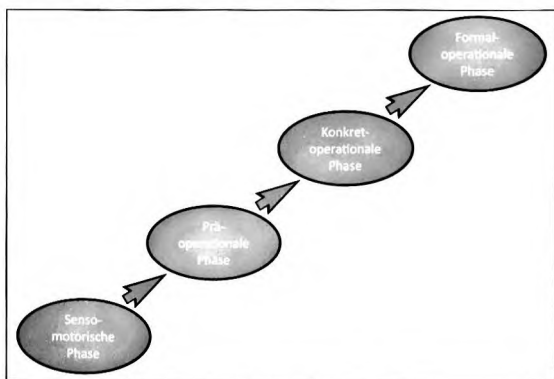 Formal-
operationale
Phase
Konkret-
operationale
Phase
Prä-
operationale
Phase
Senso-
motorische
Phase